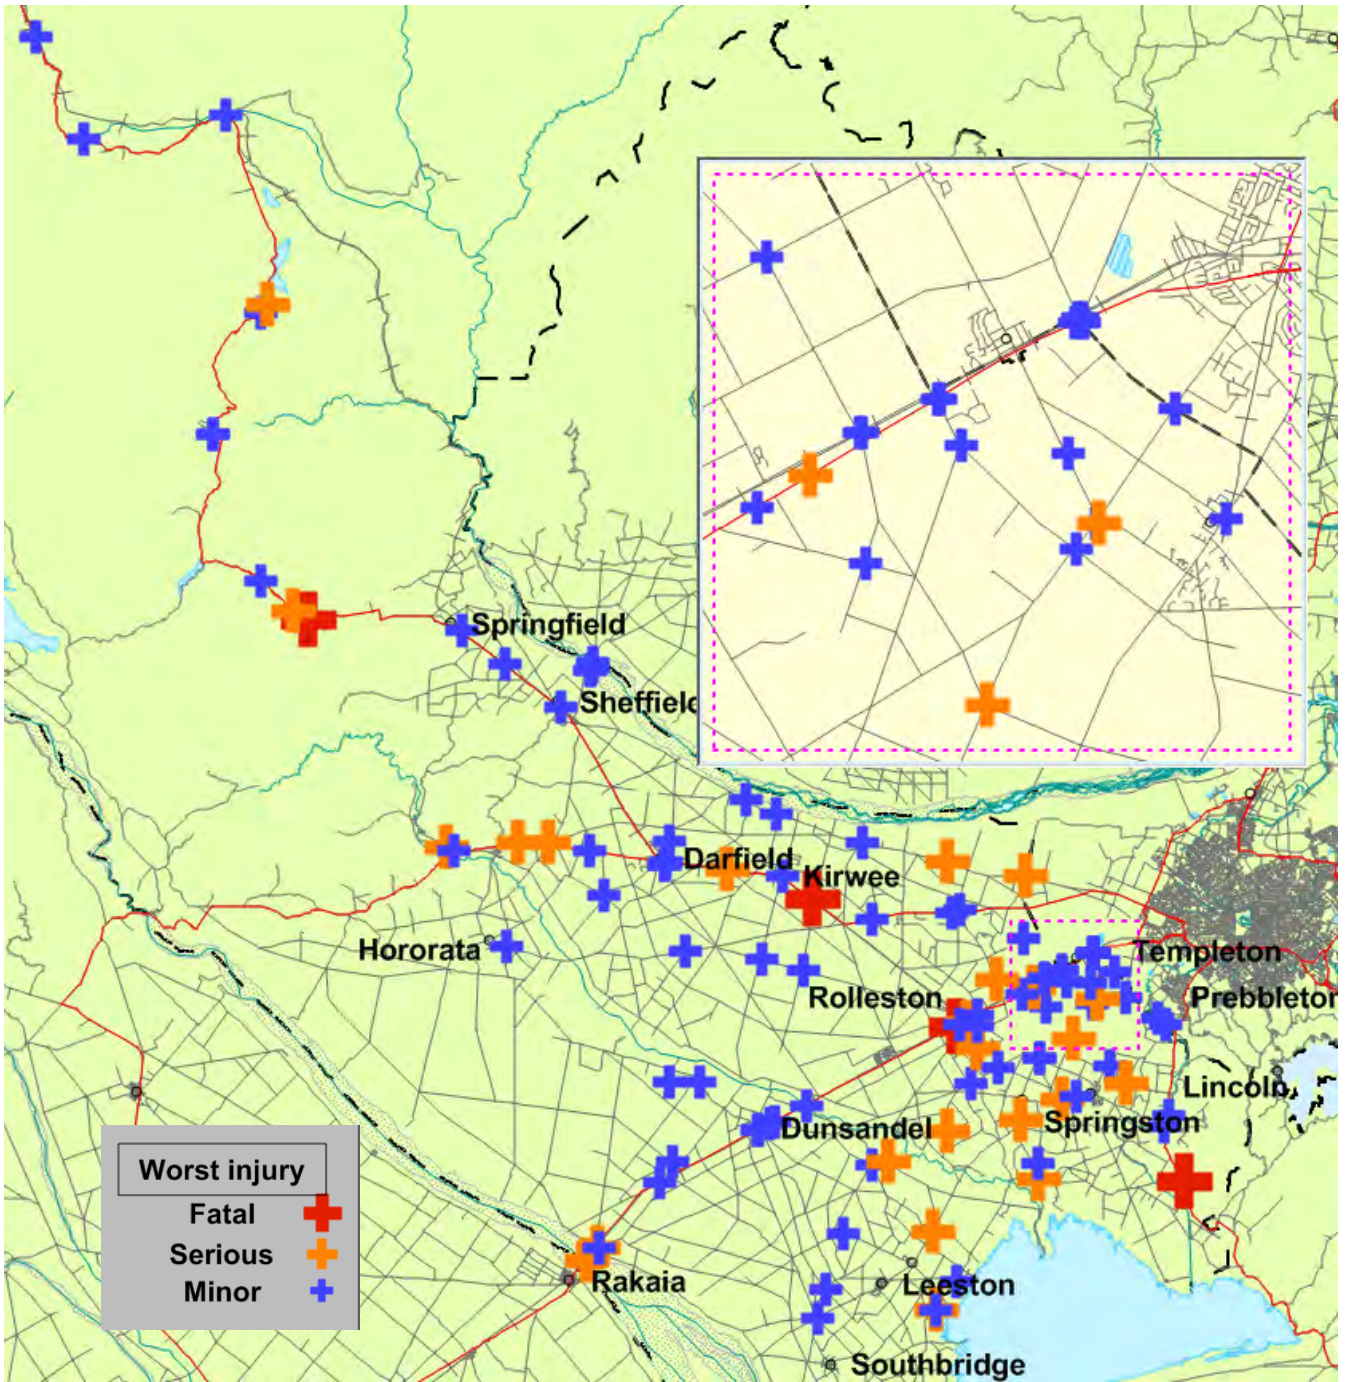 Springfield
Sheffield
Darfield
Kirwee
Hororata
Templeton
Rolleston
Prebbleton
Lincoln
Dunsandel
Springston
Worst injury
Fatal
Serious
Minor
Rakaia
Leeston
Southbridge